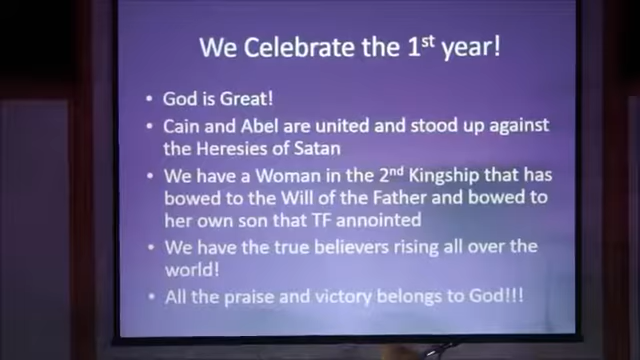 We Celebrate the 1st year!
• God is Great!
• Cain and Abel are united and stood up against
the Heresies of Satan
• We have a Woman in the 2nd Kingship that has
bowed to the Will of the Father and bowed to
her own son that TF annointed
• We have the true believers rising all over the
world!
• All the praise and victory belongs to God!!!